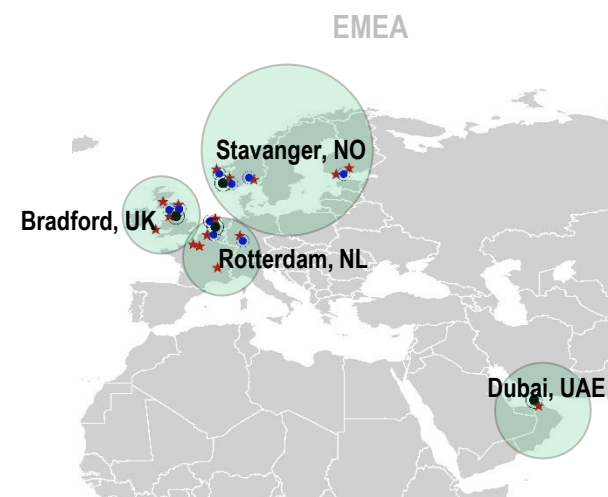 EMEA
Stavanger, NO
Bradford, UK
Rotterdam, NL
Dubai, UAE